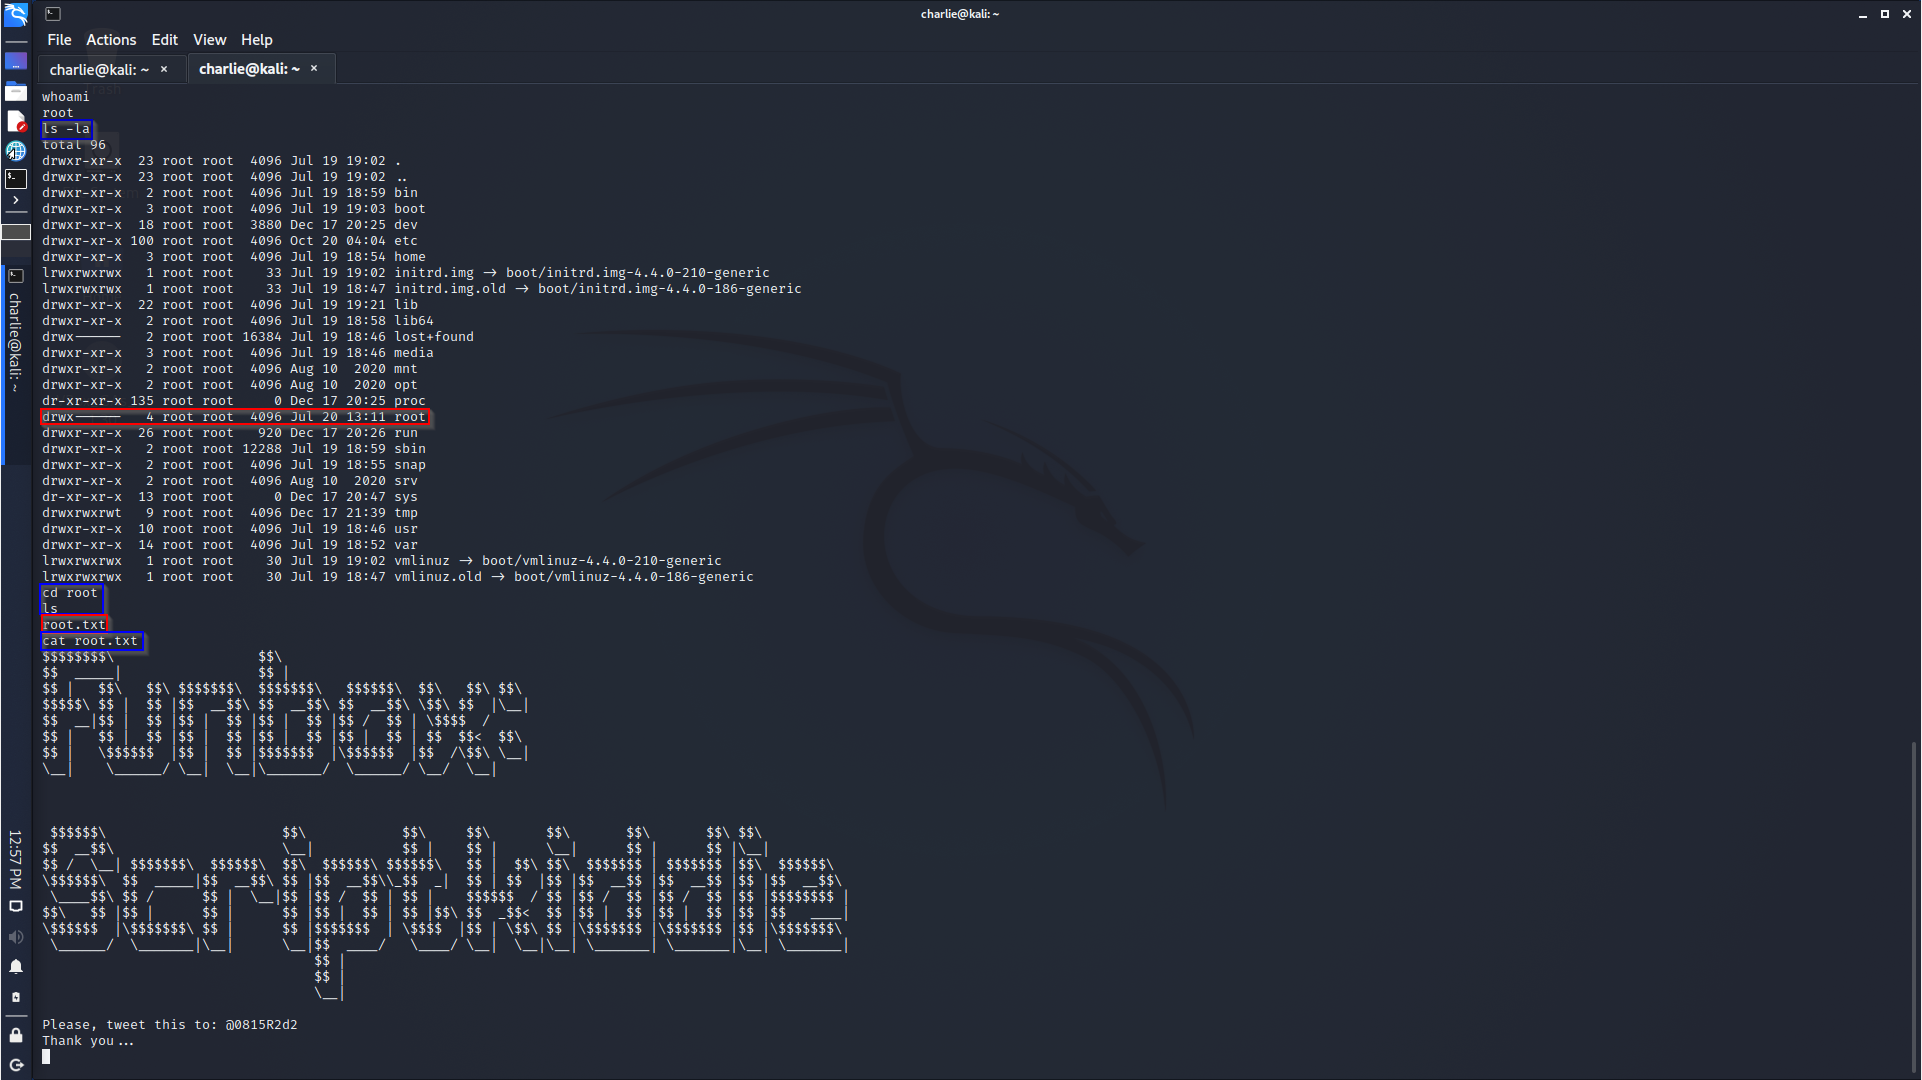 charlie@kali: ~
File Actions Edit View Help
charlie@kali: ~ × charlie@kali: ~ ×
whoami
root
ls -la
total 96
drwxr-xr-x  23 root root  4096 Jul 19 19:02 .
drwxr-xr-x  23 root root  4096 Jul 19 19:02 ..
drwxr-xr-x   2 root root  4096 Jul 19 18:59 bin
drwxr-xr-x   3 root root  4096 Jul 19 19:03 boot
drwxr-xr-x  18 root root  3880 Dec 17 20:25 dev
drwxr-xr-x 100 root root  4096 Oct 20 04:04 etc
drwxr-xr-x   3 root root  4096 Jul 19 18:54 home
lrwxrwxrwx   1 root root    33 Jul 19 19:02 initrd.img -> boot/initrd.img-4.4.0-210-generic
lrwxrwxrwx   1 root root    33 Jul 19 18:47 initrd.img.old -> boot/initrd.img-4.4.0-186-generic
drwxr-xr-x  22 root root  4096 Jul 19 19:21 lib
drwxr-xr-x   2 root root  4096 Jul 19 18:58 lib64
drwx------   2 root root 16384 Jul 19 18:46 lost+found
drwxr-xr-x   3 root root  4096 Jul 19 18:46 media
drwxr-xr-x   2 root root  4096 Aug 10  2020 mnt
drwxr-xr-x   2 root root  4096 Aug 10  2020 opt
dr-xr-xr-x 135 root root     0 Dec 17 20:25 proc
drwx------   4 root root  4096 Jul 20 13:11 root
drwxr-xr-x  26 root root   920 Dec 17 20:26 run
drwxr-xr-x   2 root root 12288 Jul 19 18:59 sbin
drwxr-xr-x   2 root root  4096 Jul 19 18:55 snap
drwxr-xr-x   2 root root  4096 Aug 10  2020 srv
dr-xr-xr-x  13 root root     0 Dec 17 20:47 sys
drwxrwxrwt   9 root root  4096 Dec 17 21:39 tmp
drwxr-xr-x  10 root root  4096 Jul 19 18:46 usr
drwxr-xr-x  14 root root  4096 Jul 19 18:52 var
lrwxrwxrwx   1 root root    30 Jul 19 19:02 vmlinuz -> boot/vmlinuz-4.4.0-210-generic
lrwxrwxrwx   1 root root    30 Jul 19 18:47 vmlinuz.old -> boot/vmlinuz-4.4.0-186-generic
cd root
ls
root.txt
cat root.txt
Funbox:
Scriptkiddie
Please, tweet this to: @0815R2d2
Thank you...
charlie@kali: ~
12:57 PM